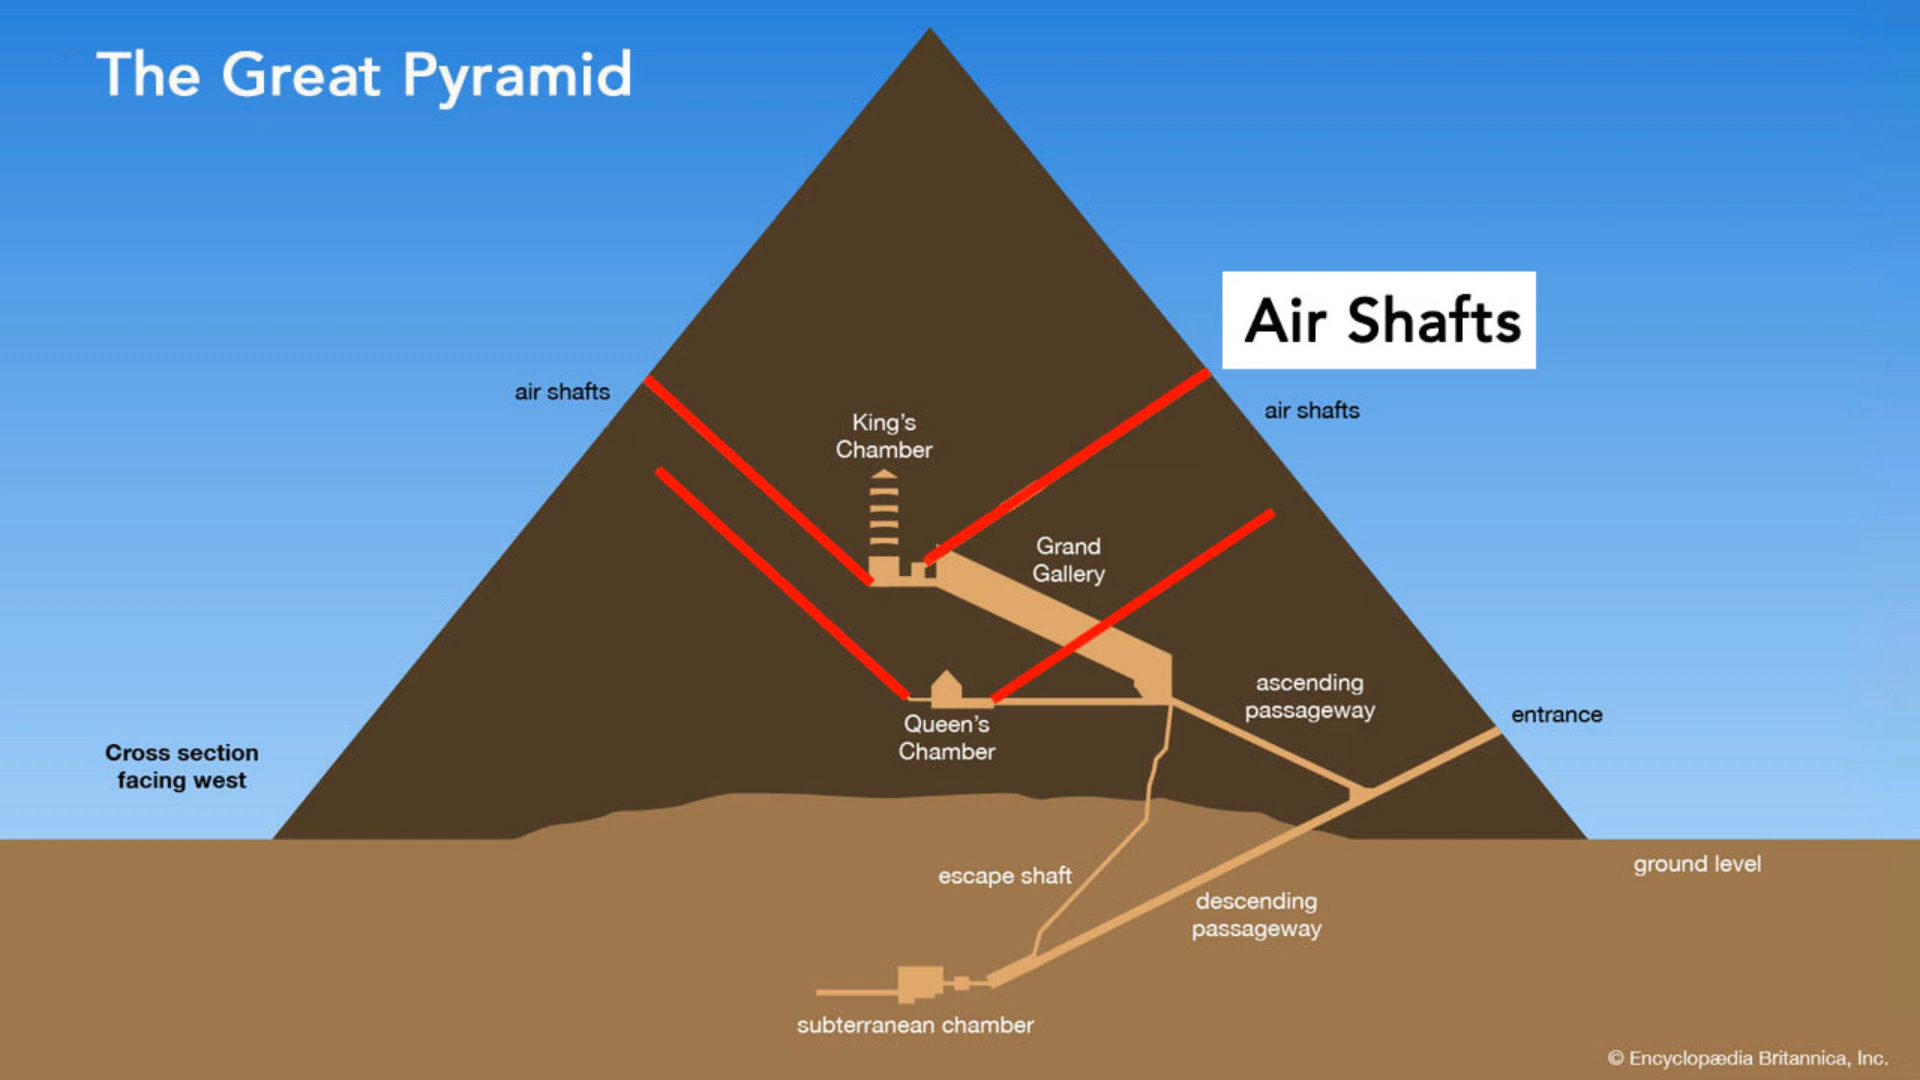 The Great Pyramid
Air Shafts
air shafts
air shafts
King's
Chamber
Grand
Gallery
ascending
passageway
entrance
Queen's
Chamber
Cross section
facing west
ground level
escape shaft
descending
passageway
subterranean chamber
© Encyclopædia Britannica, Inc.